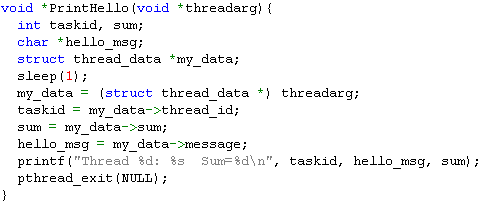 void *PrintHello(void *threadarg){
  int taskid, sum;
  char *hello_msg;
  struct thread_data *my_data;
  sleep(1);
  my_data = (struct thread_data *) threadarg;
  taskid = my_data->thread_id;
  sum = my_data->sum;
  hello_msg = my_data->message;
  printf("Thread %d: %s  Sum=%d\n", taskid, hello_msg, sum);
  pthread_exit(NULL);
}